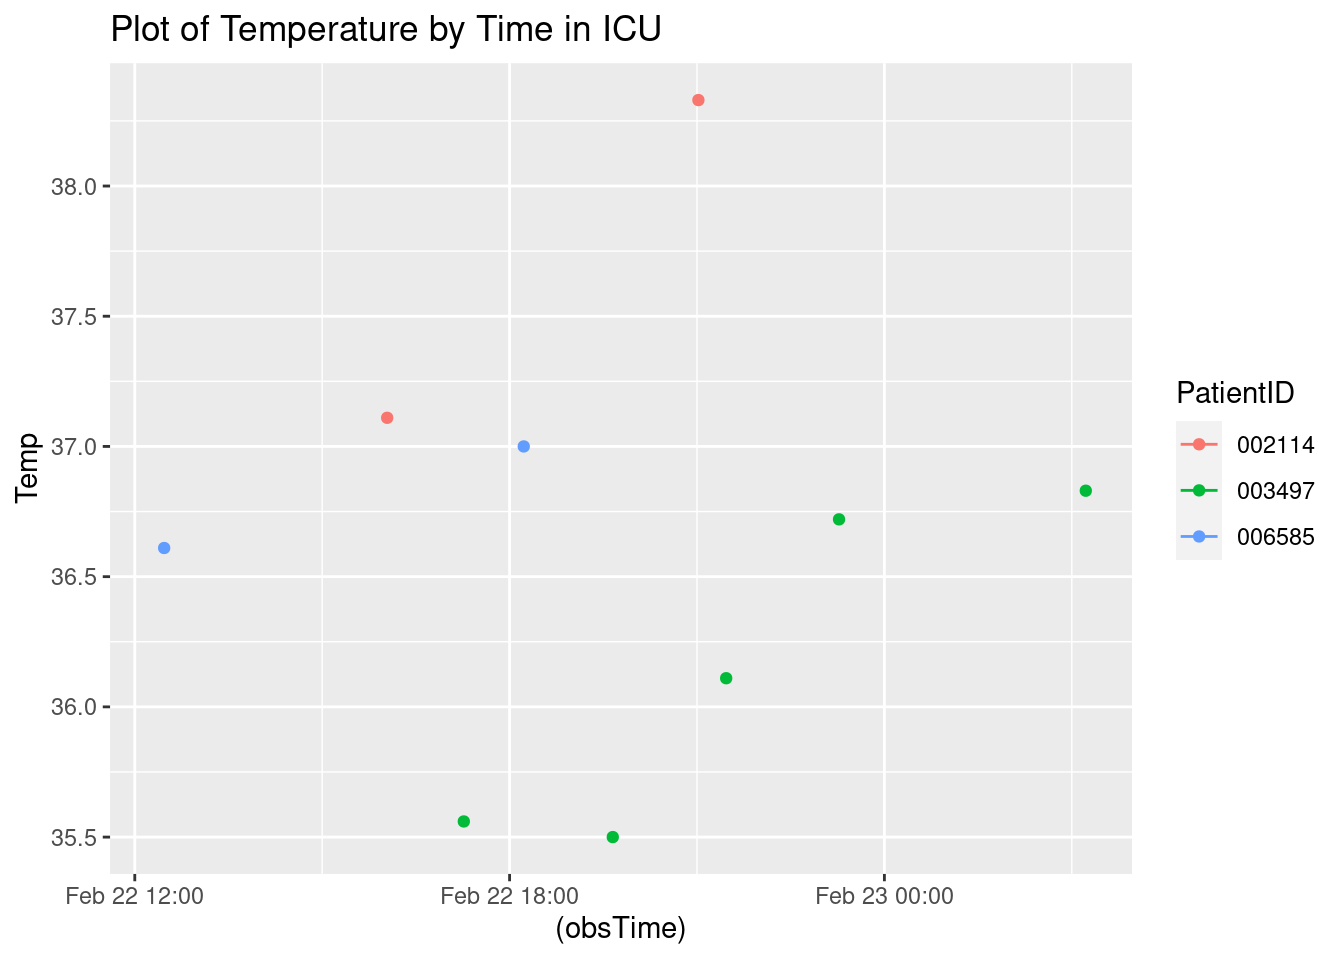 Plot of Temperature by Time in ICU
38.0
37.5
37.0
36.5
36.0
35.5
Temp
Feb 22 12:00
Feb 22 18:00
Feb 23 00:00
(obsTime)
PatientID
002114
003497
006585